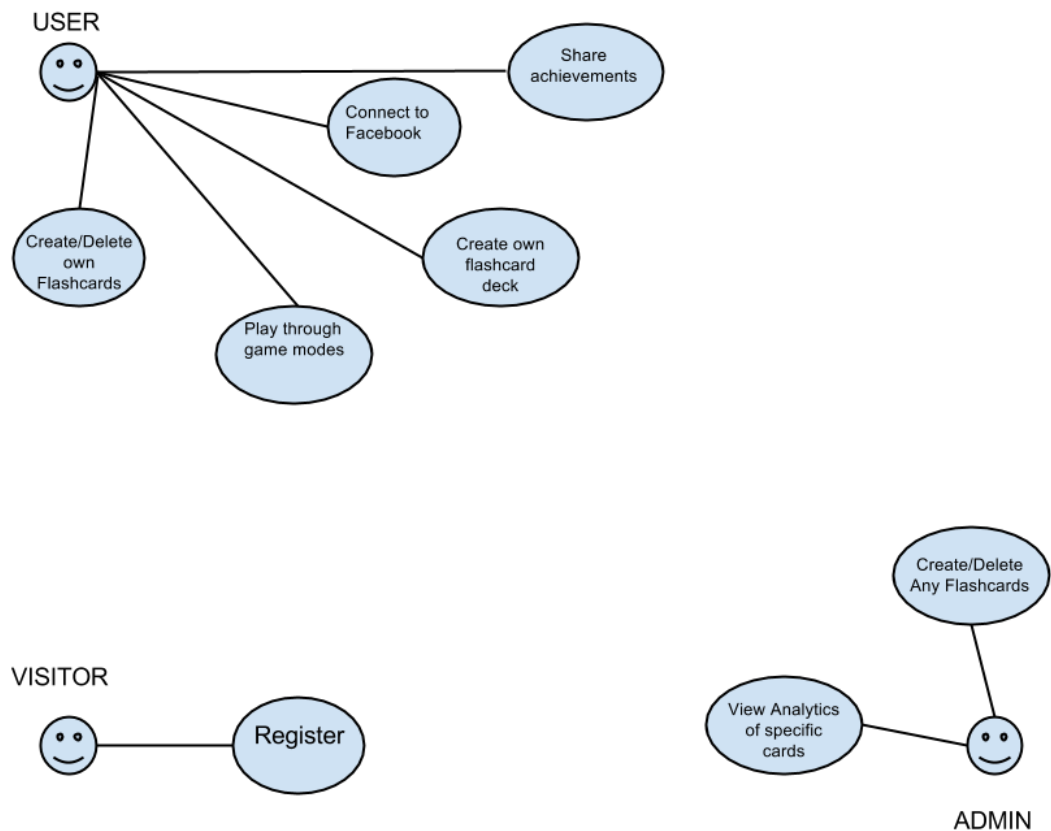 USER
Share
achievements
Connect to
Facebook
Create/Delete
own
Flashcards
Create own
flashcard
deck
Play through
game modes
Create/Delete
Any Flashcards
VISITOR
Register
View Analytics
of specific
cards
ADMIN